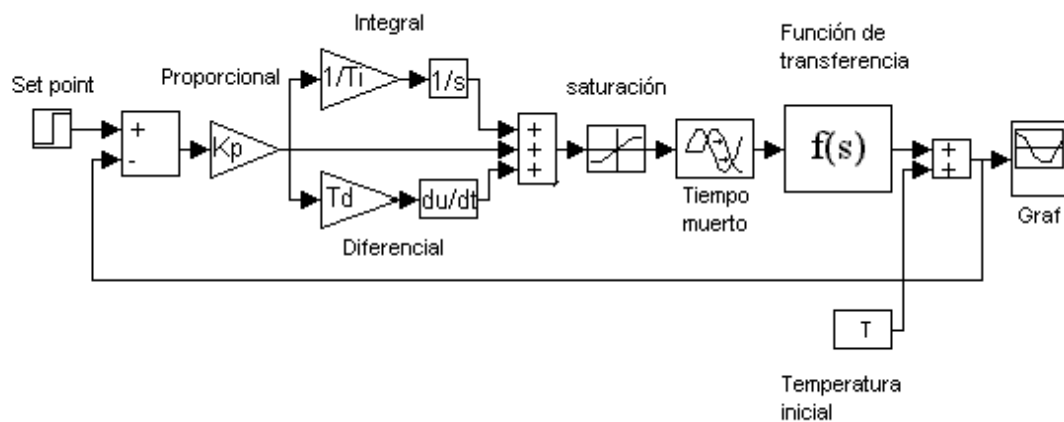 Función de
transferencia
Integral
Proporcional
Set point
saturación
1/Ti
1/s
+
-
Kp
+
+
+
f(s)
+
+
Td
du/dt
Tiempo
muerto
Graf
Diferencial
T
Temperatura
inicial